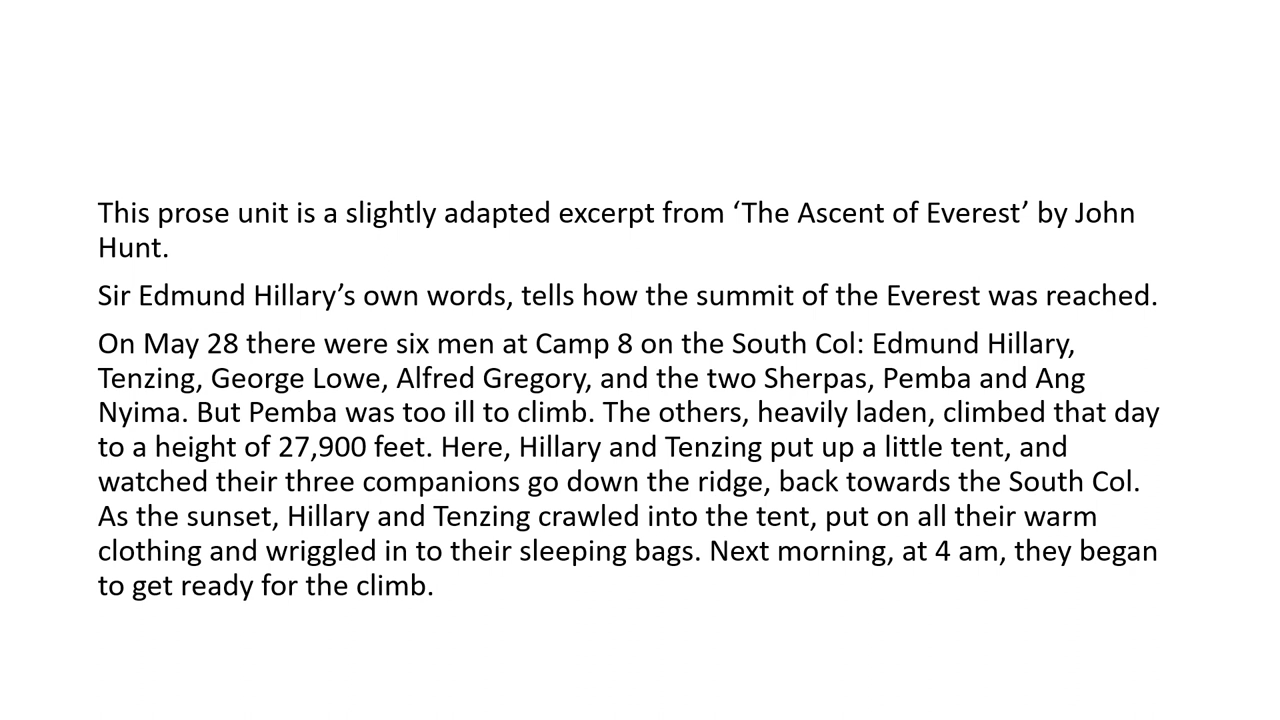 This prose unit is a slightly adapted excerpt from ‘The Ascent of Everest’ by John
Hunt.
Sir Edmund Hillary’s own words, tells how the summit of the Everest was reached.
On May 28 there were six men at Camp 8 on the South Col: Edmund Hillary,
Tenzing, George Lowe, Alfred Gregory, and the two Sherpas, Pemba and Ang
Nyima. But Pemba was too ill to climb. The others, heavily laden, climbed that day
to a height of 27,900 feet. Here, Hillary and Tenzing put up a little tent, and
watched their three companions go down the ridge, back towards the South Col.
As the sunset, Hillary and Tenzing crawled into the tent, put on all their warm
clothing and wriggled in to their sleeping bags. Next morning, at 4 am, they began
to get ready for the climb.